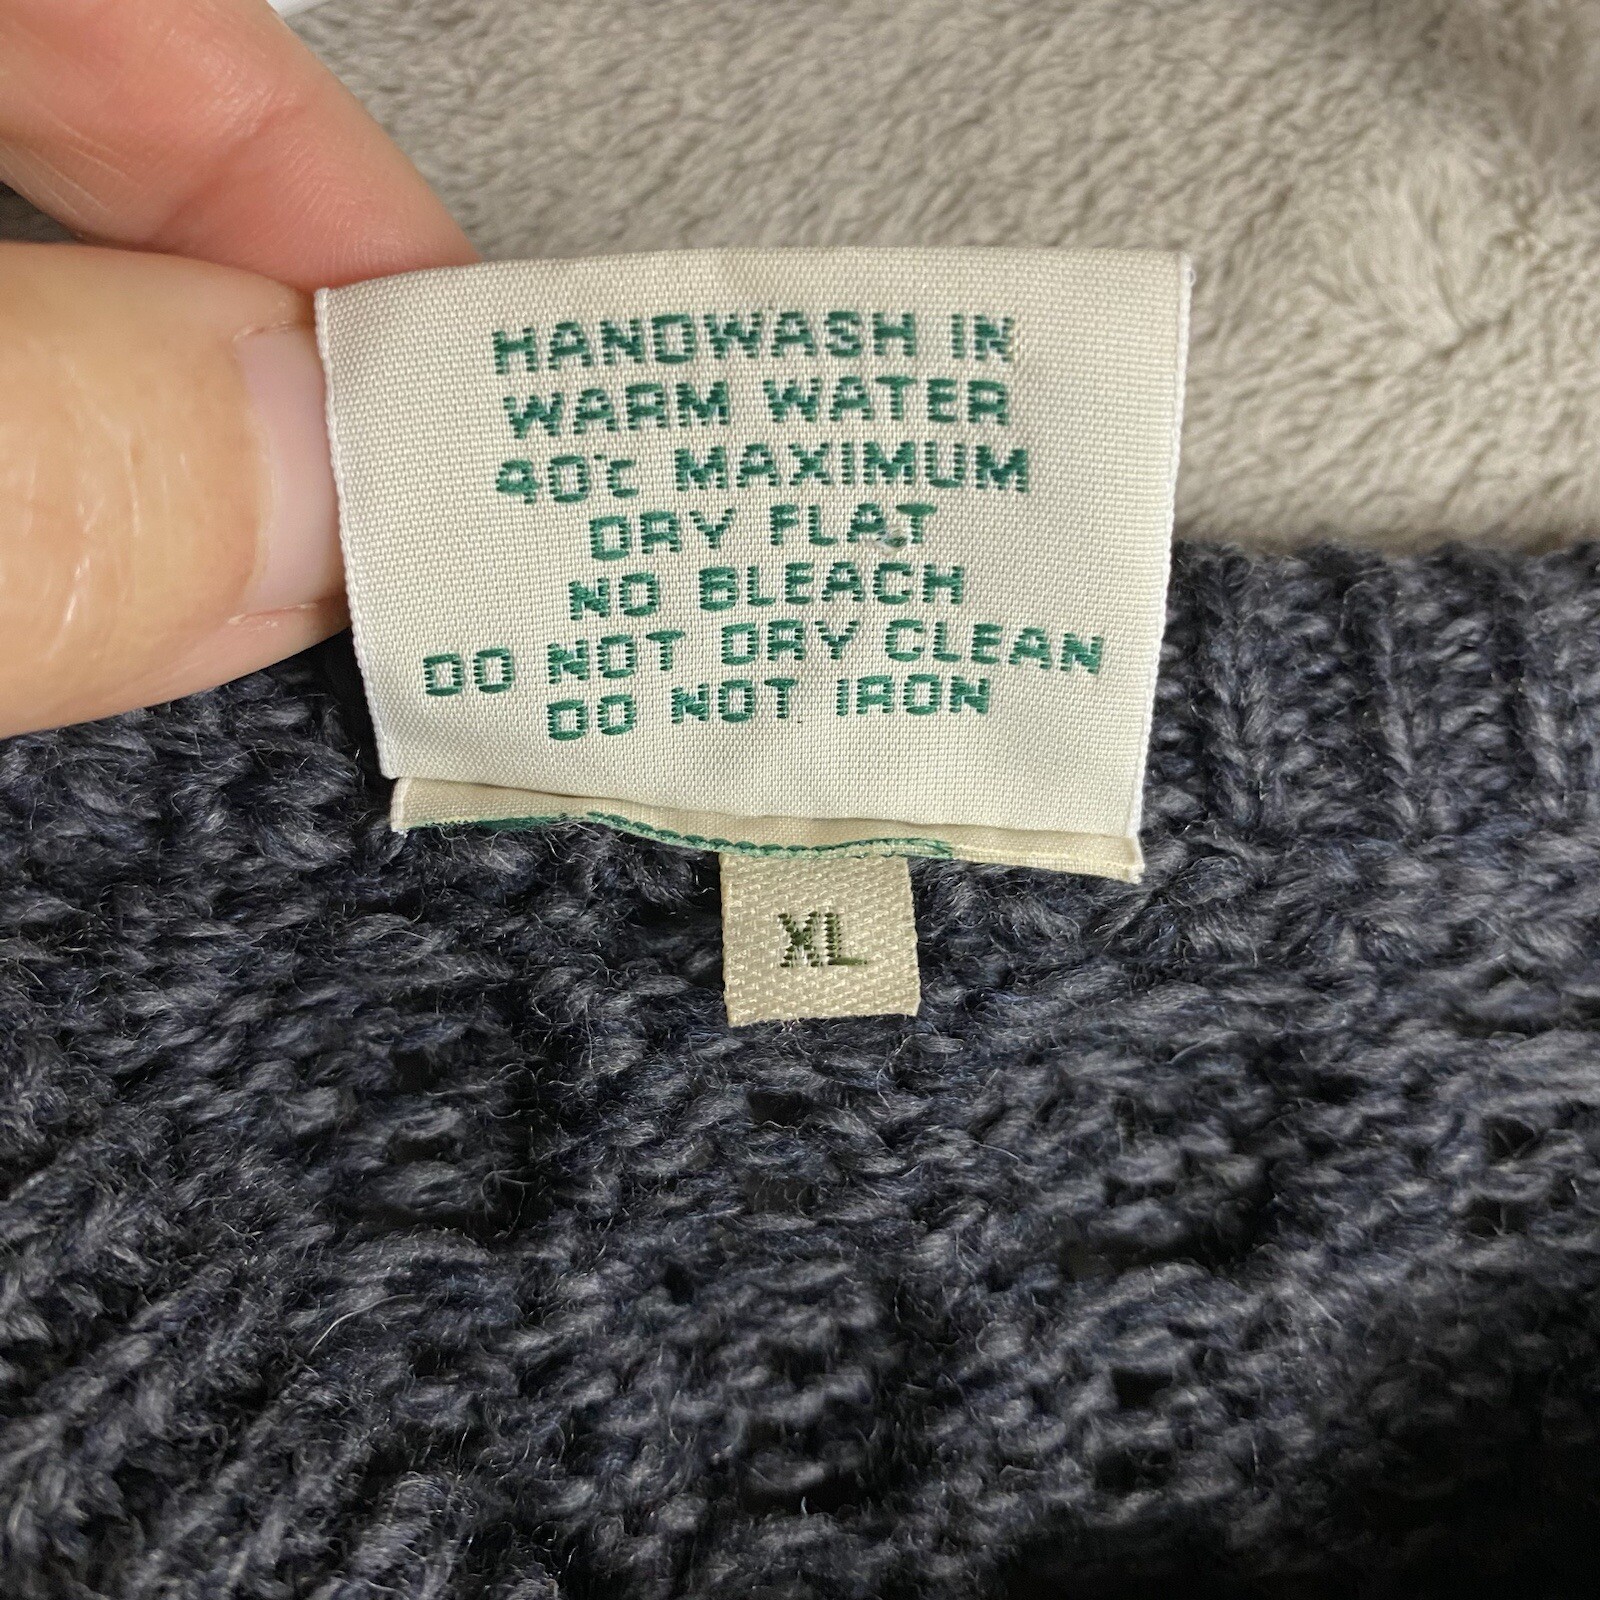 HANDWASH IN
WARM WATER
40°c MAXIMUM
DRY FLAT
NO BLEACH
DO NOT DRY CLEAN
DO NOT IRON
XL